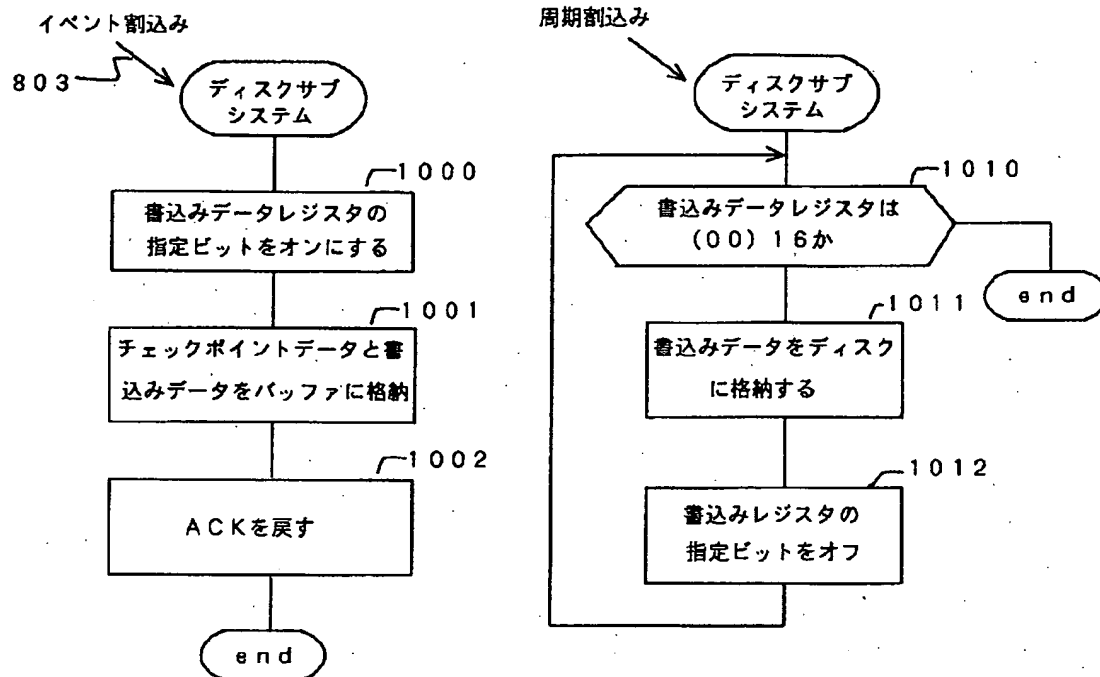 イベント割込み
803
ディスクサブ
システム
1000
書込みデータレジスタの
指定ビットをオンにする
1001
チェックポイントデータと書
込みデータをバッファに格納
1002
ACKを戻す
end
周期割込み
ディスクサブ
システム
1010
書込みデータレジスタは
(00)16か
end
1011
書込みデータをディスク
に格納する
1012
書込みレジスタの
指定ビットをオフ